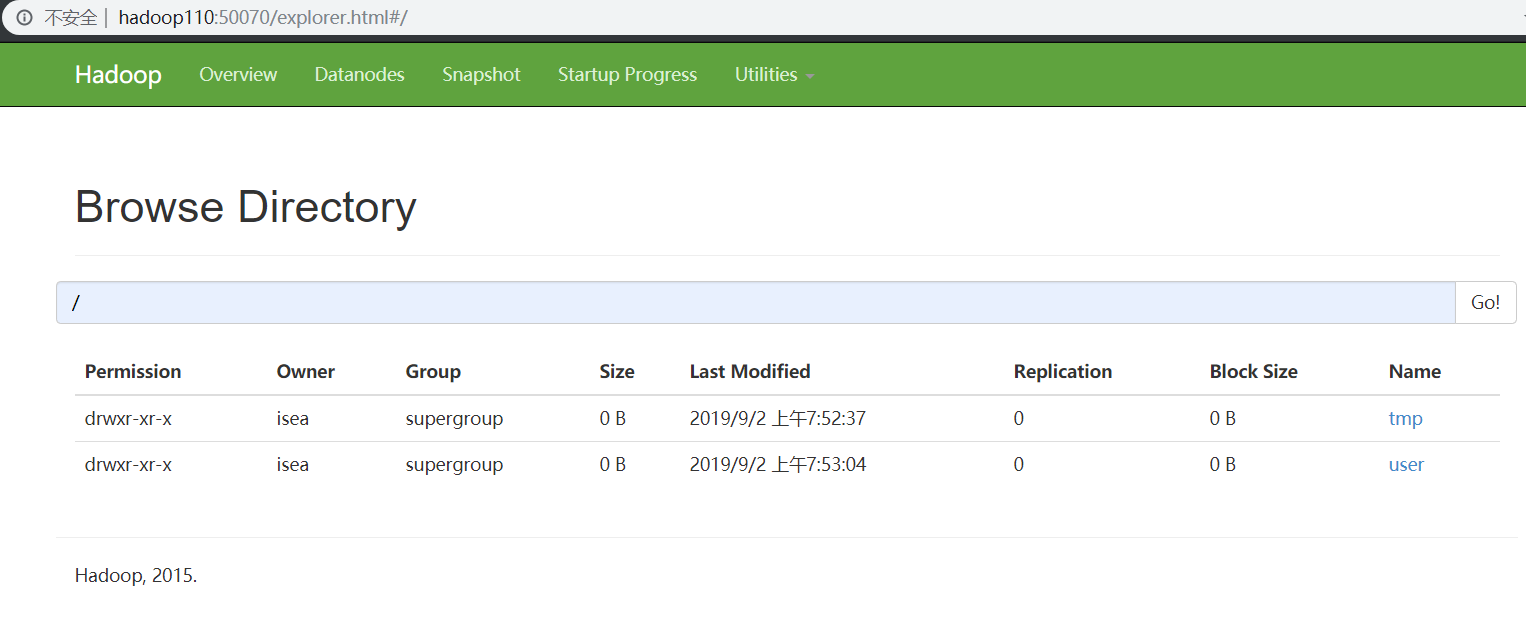 不安全 | hadoop110:50070/explorer.html#/
Hadoop Overview Datanodes Snapshot Startup Progress Utilities
Browse Directory
/ Go!
Permission Owner Group Size Last Modified Replication Block Size Name
drwxr-xr-x isea supergroup 0 B 2019/9/2 上午7:52:37 0 0 B tmp
drwxr-xr-x isea supergroup 0 B 2019/9/2 上午7:53:04 0 0 B user
Hadoop, 2015.